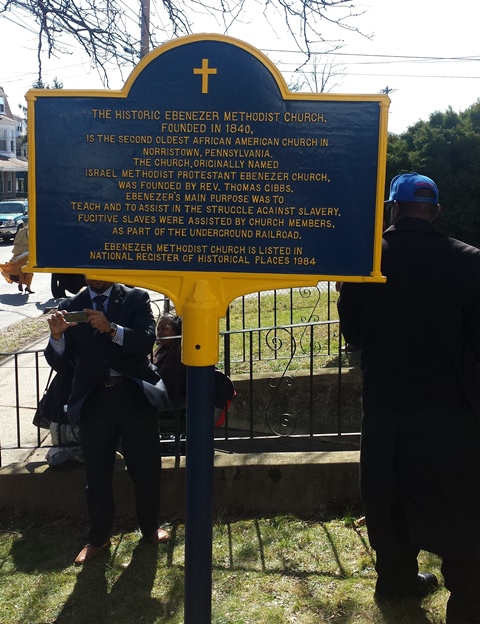 THE HISTORIC EBENEZER METHODIST CHURCH,
FOUNDED IN 1840,
IS THE SECOND OLDEST AFRICAN AMERICAN CHURCH IN
NORRISTOWN, PENNSYLVANIA.
THE CHURCH, ORIGINALLY NAMED
ISRAEL METHODIST PROTESTANT EBENEZER CHURCH,
WAS FOUNDED BY REV. THOMAS GIBBS.
EBENEZER'S MAIN PURPOSE WAS TO
TEACH AND TO ASSIST IN THE STRUGGLE AGAINST SLAVERY.
FUGITIVE SLAVES WERE ASSISTED BY CHURCH MEMBERS,
AS PART OF THE UNDERGROUND RAILROAD.
EBENEZER METHODIST CHURCH IS LISTED IN
NATIONAL REGISTER OF HISTORICAL PLACES 1984